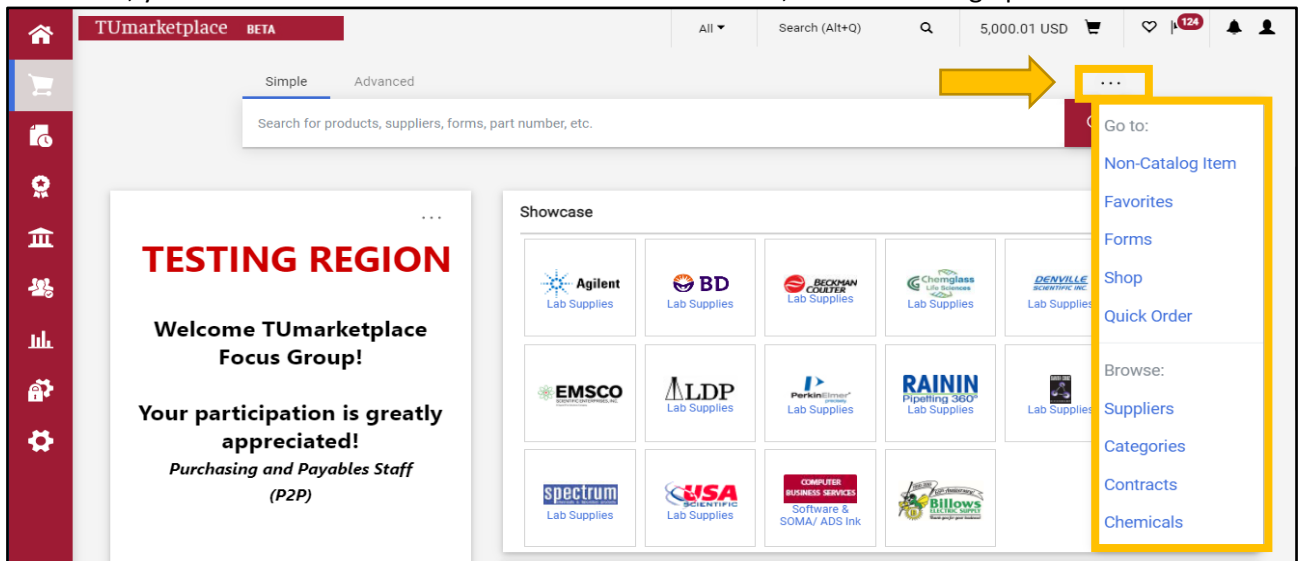 TUmarketplace BETA
All
Search (Alt+Q)
5,000.01 USD
124
Simple
Advanced
...
Search for products, suppliers, forms, part number, etc.
Go to:
Non-Catalog Item
Favorites
Forms
Shop
Quick Order
Browse:
Suppliers
Categories
Contracts
Chemicals
...
TESTING REGION
Welcome TUmarketplace
Focus Group!
Your participation is greatly
appreciated!
Purchasing and Payables Staff
(P2P)
Showcase
Agilent
Lab Supplies
BD
Lab Supplies
BECKMAN
COULTER
Lab Supplies
Chemglass
Life Sciences
Lab Supplies
DENVILLE
SCIENTIFIC INC
Lab Supplies
EMSCO
LDP
Lab Supplies
PerkinElmer
precisely
Lab Supplies
RAININ
Pipetting 360°
Lab Supplies
Lab Supplies
spectrum
Lab Supplies
USA
SCIENTIFIC
Lab Supplies
COMPUTER
BUSINESS SERVICES
Software &
SOMA/ ADS Ink
Billows
ELECTRIC SUPPLY